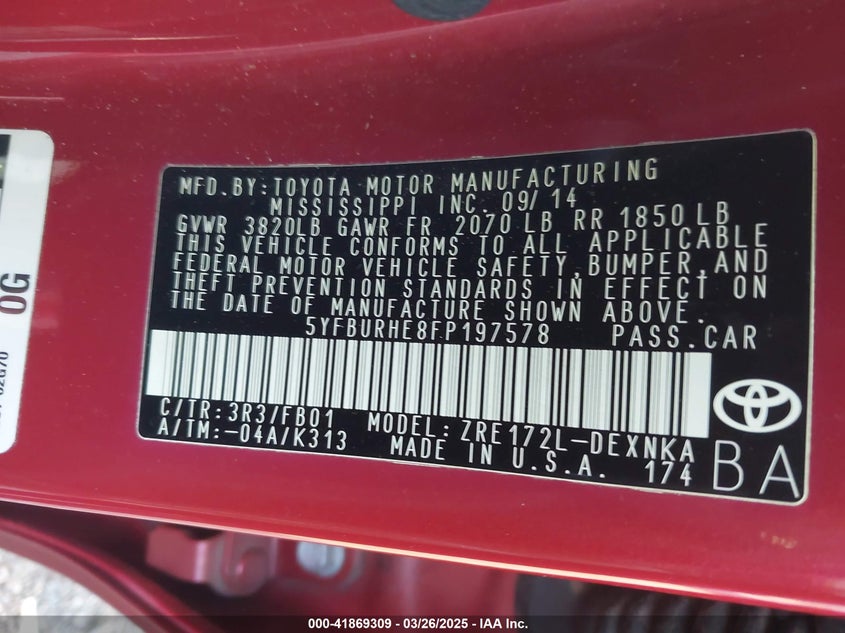 MFD.BY:TOYOTA MOTOR MANUFACTURING
MISSISSIPPI INC. 09/14
GVWR 3820LB GAWR FR 2070 LB RR 1850 LB
THIS VEHICLE CONFORMS TO ALL APPLICABLE
FEDERAL MOTOR VEHICLE SAFETY,BUMPER,AND
THEFT PREVENTION STANDARDS IN EFFECT ON
THE DATE OF MANUFACTURE SHOWN ABOVE.
5YFBURHE8FP197578 PASS.CAR
C/TR:3R3/FB01 MODEL: ZRE172L-DEXNKA
A/TM:-04A/K313 MADE IN U.S.A. 174
BA
0G
000-41869309 - 03/26/2025 - IAA Inc.